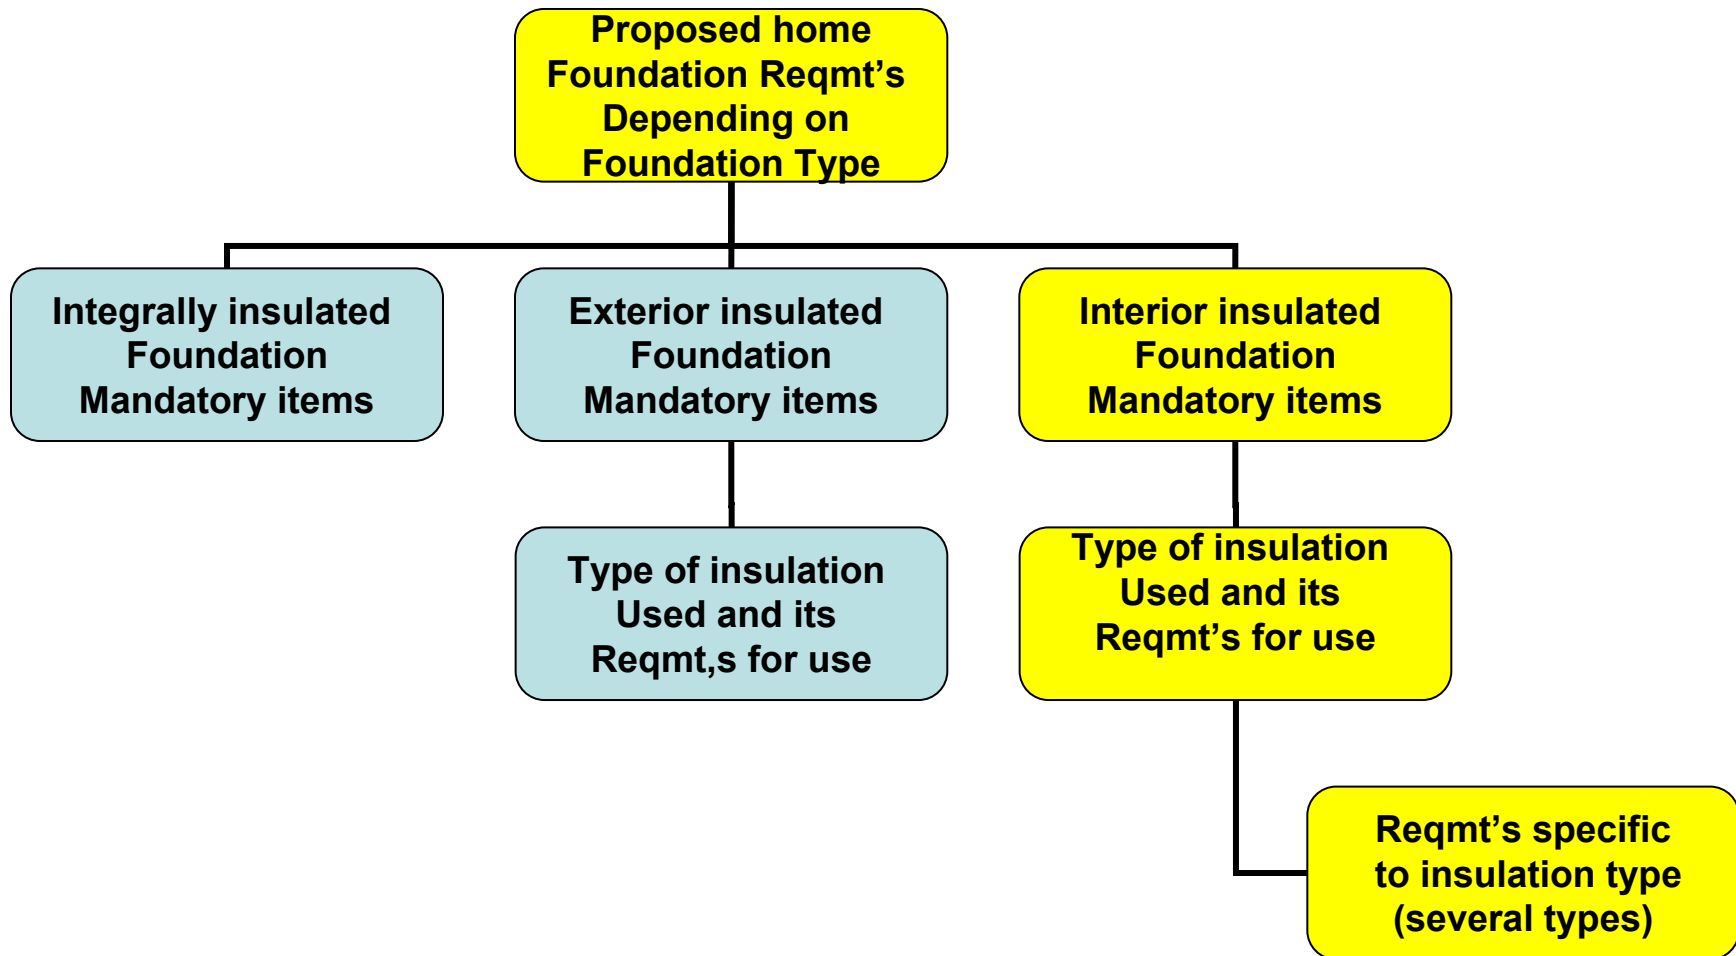 Proposed home
Foundation Reqmt’s
Depending on
Foundation Type
Integrally insulated
Foundation
Mandatory items
Exterior insulated
Foundation
Mandatory items
Interior insulated
Foundation
Mandatory items
Type of insulation
Used and its
Reqmt,s for use
Type of insulation
Used and its
Reqmt’s for use
Reqmt’s specific
to insulation type
(several types)